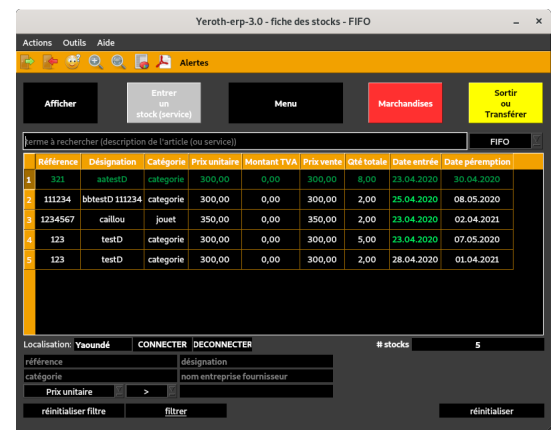 Yeroth-erp-3.0 - fiche des stocks - FIFO
Actions Outils Aide
Alertes
Afficher
Entrer
un
stock (service)
Menu
Marchandises
Sortir
ou
Transférer
terme à rechercher (description de l'article (ou service))
FIFO
Référence Désignation Catégorie Prix unitaire Montant TVA Prix vente Qté totale Date entrée Date péremption
1 321 aatestD categorie 300,00 0,00 300,00 8,00 23.04.2020 30.04.2020
2 111234 bbtestD 111234 categorie 300,00 0,00 300,00 2,00 25.04.2020 08.05.2020
3 1234567 caillou jouet 350,00 0,00 350,00 2,00 23.04.2020 02.04.2021
4 123 testD categorie 300,00 0,00 300,00 5,00 23.04.2020 07.05.2020
5 123 testD categorie 300,00 0,00 300,00 2,00 28.04.2020 01.04.2021
Localisation: Yaoundé CONNECTER DECONNECTER # stocks 5
référence désignation
catégorie nom entreprise fournisseur
Prix unitaire >
réinitialiser filtre filtrer réinitialiser